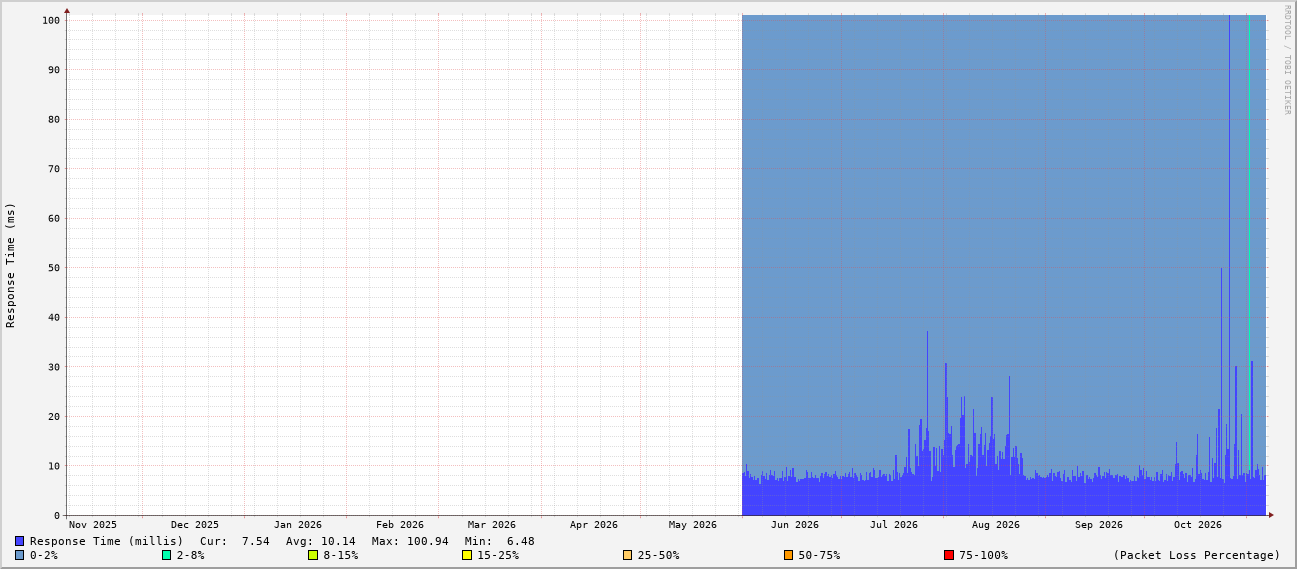 RRDTOOL / TOBI OETIKER
Response Time (ms)
100
90
80
70
60
50
40
30
20
10
0
Nov 2025 Dec 2025 Jan 2026 Feb 2026 Mar 2026 Apr 2026 May 2026 Jun 2026 Jul 2026 Aug 2026 Sep 2026 Oct 2026
Response Time (millis) Cur: 7.54 Avg: 10.14 Max: 100.94 Min: 6.48
0-2% 2-8% 8-15% 15-25% 25-50% 50-75% 75-100% (Packet Loss Percentage)